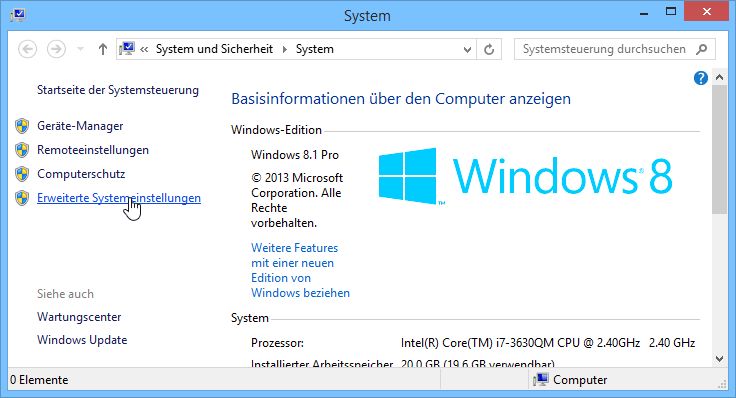 System
System und Sicherheit
System
Systemsteuerung durchsuchen
Startseite der Systemsteuerung
Geräte-Manager
Remoteeinstellungen
Computerschutz
Erweiterte Systemeinstellungen
Siehe auch
Wartungscenter
Windows Update
Basisinformationen über den Computer anzeigen
Windows-Edition
Windows 8.1 Pro
© 2013 Microsoft
Corporation. Alle
Rechte
vorbehalten.
Weitere Features
mit einer neuen
Edition von
Windows beziehen
Windows 8
System
Prozessor: Intel(R) Core(TM) i7-3630QM CPU @ 2.40GHz 2.40 GHz
Installierter Arbeitsspeicher 20,0 GB (19,6 GB verwendbar)
0 Elemente
Computer